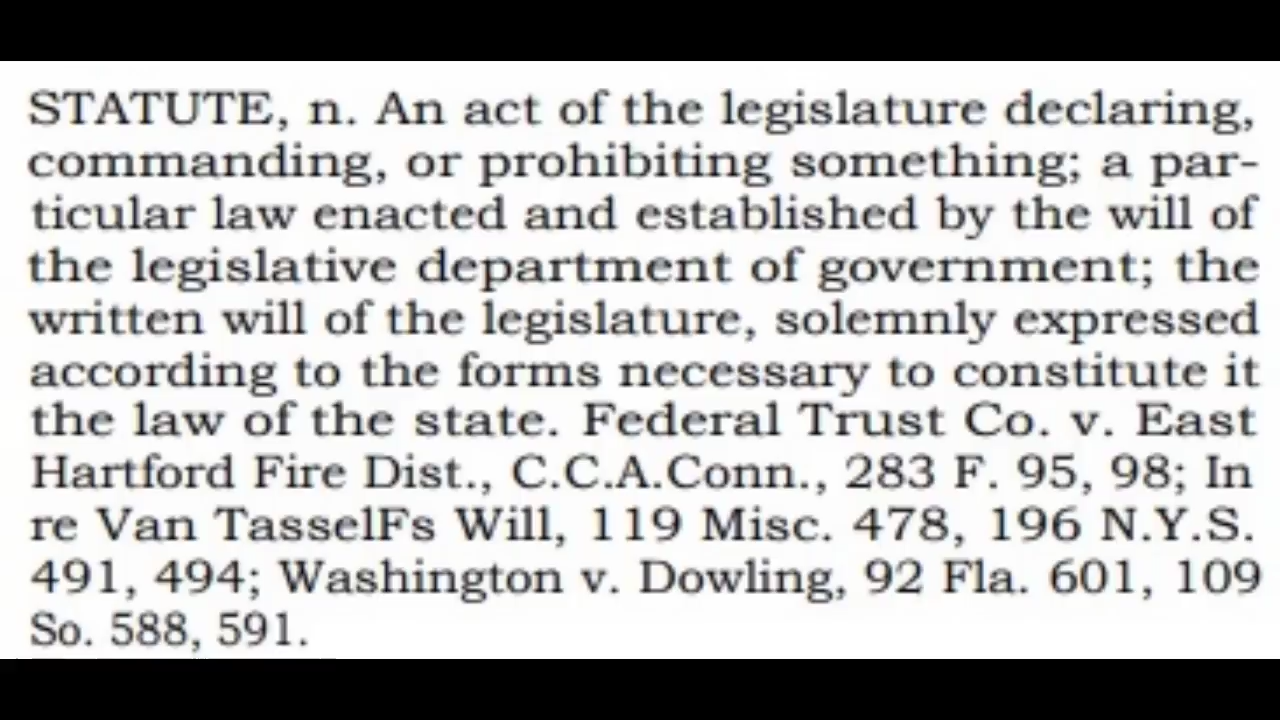 STATUTE, n. An act of the legislature declaring,
commanding, or prohibiting something; a par-
ticular law enacted and established by the will of
the legislative department of government; the
written will of the legislature, solemnly expressed
according to the forms necessary to constitute it
the law of the state. Federal Trust Co. v. East
Hartford Fire Dist., C.C.A.Conn., 283 F. 95, 98; In
re Van TasselFs Will, 119 Misc. 478, 196 N.Y.S.
491, 494; Washington v. Dowling, 92 Fla. 601, 109
So. 588, 591.